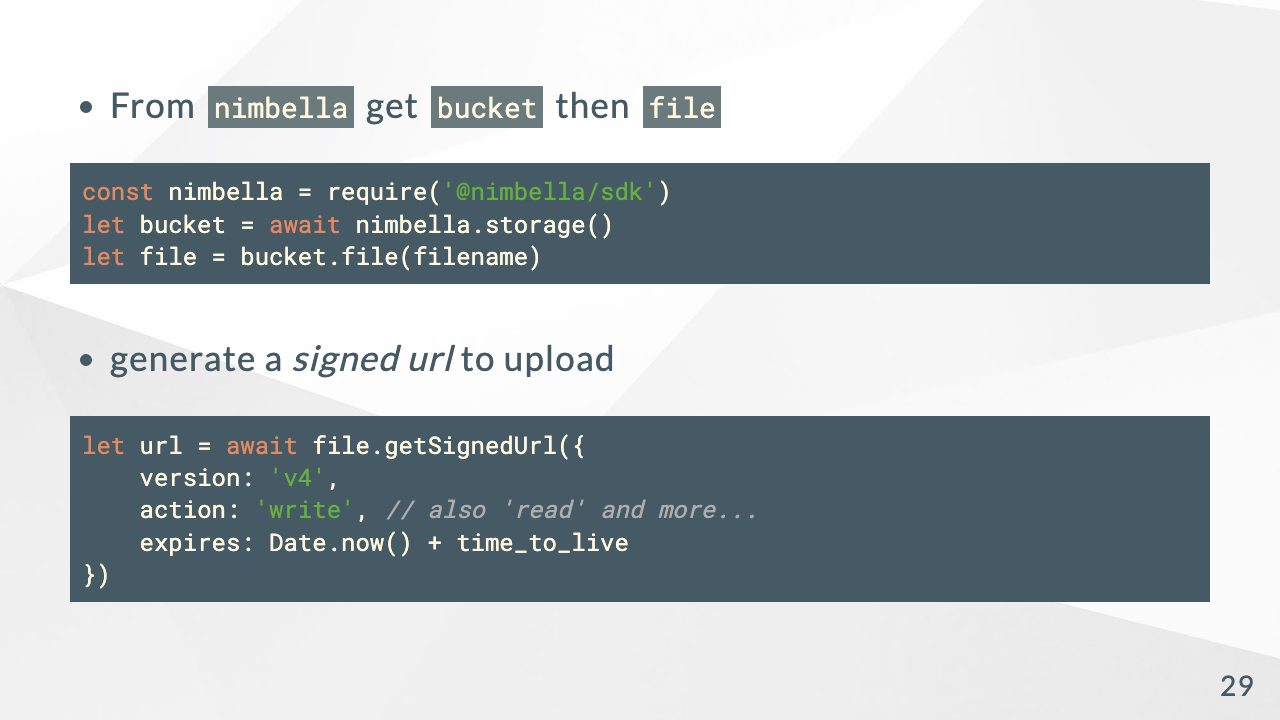 • From nimbella get bucket then file
const nimbella = require('@nimbella/sdk')
let bucket = await nimbella.storage()
let file = bucket.file(filename)
• generate a signed url to upload
let url = await file.getSignedUrl({
    version: 'v4',
    action: 'write', // also 'read' and more...
    expires: Date.now() + time_to_live
})
29